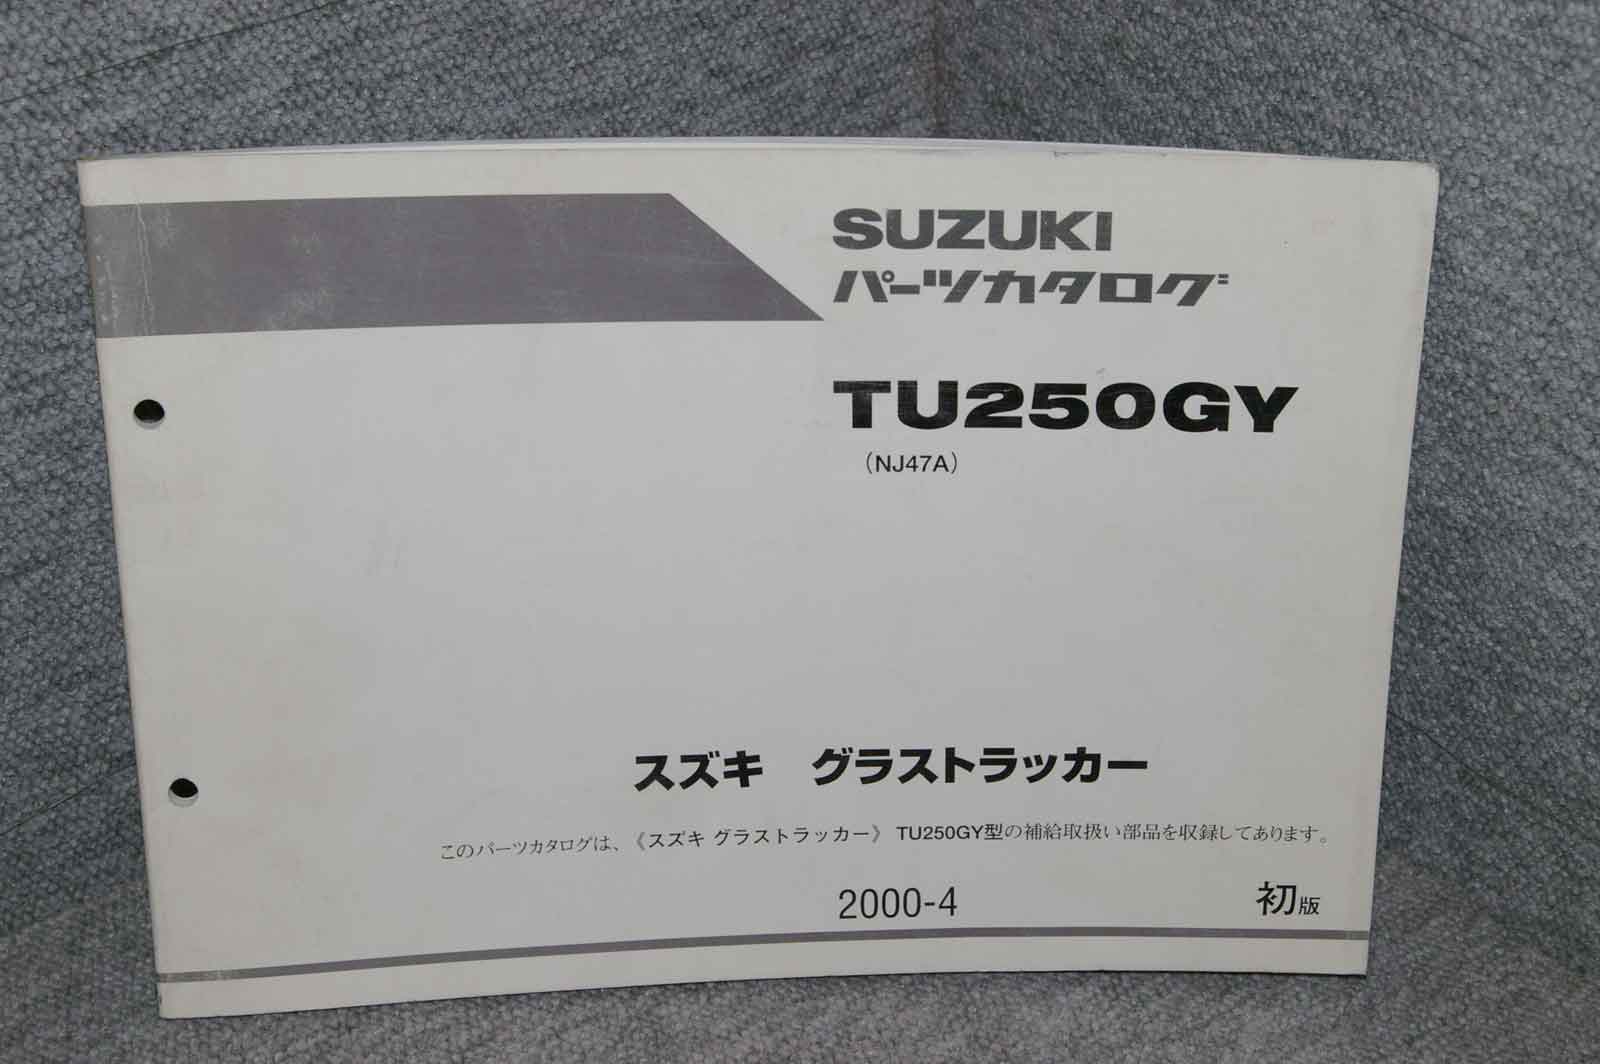 SUZUKI
パーツカタログ
TU250GY
(NJ47A)
スズキ グラストラッカー
このパーツカタログは、《スズキ グラストラッカー》 TU250GY型の補給取扱い部品を収録してあります。
2000-4 初版